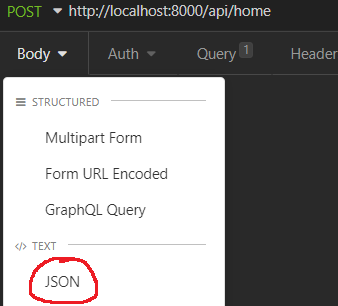 POST http://localhost:8000/api/home
Body Auth Query 1 Header
STRUCTURED
Multipart Form
Form URL Encoded
GraphQL Query
</> TEXT
JSON